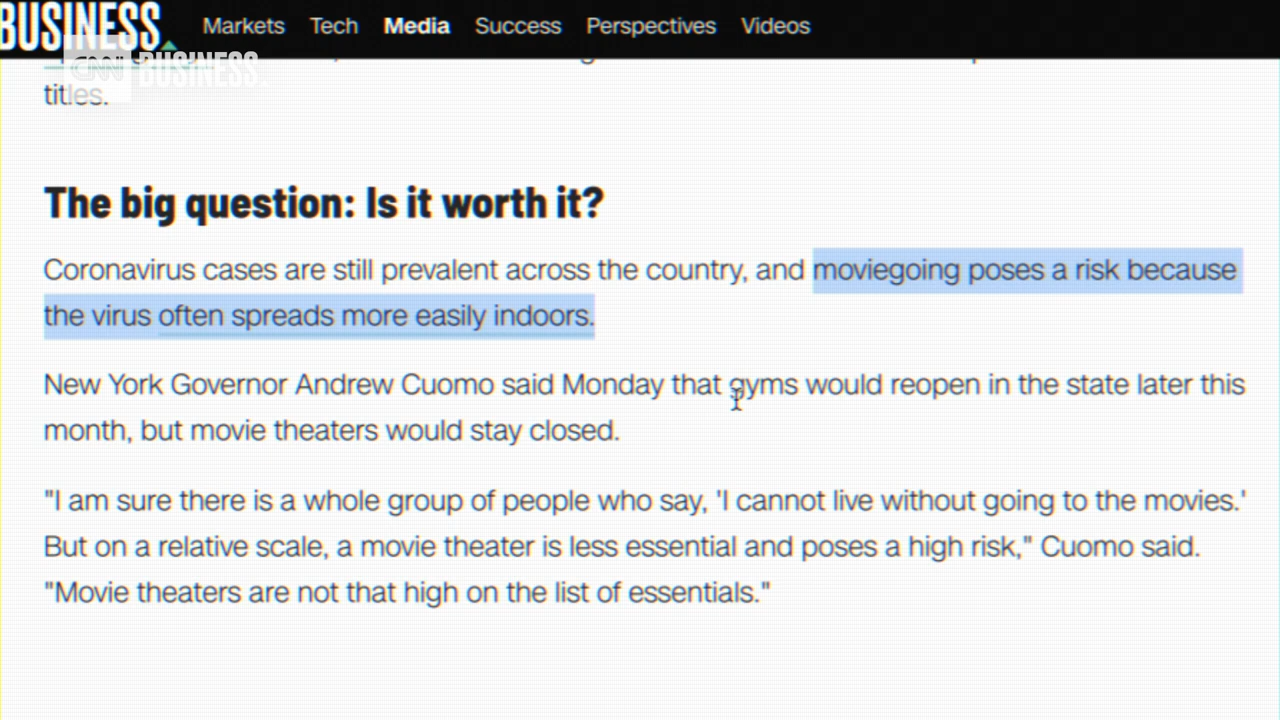 BUSINESS
Markets Tech Media Success Perspectives Videos
CNN BUSINESS
titles.
The big question: Is it worth it?
Coronavirus cases are still prevalent across the country, and moviegoing poses a risk because
the virus often spreads more easily indoors.
New York Governor Andrew Cuomo said Monday that gyms would reopen in the state later this
month, but movie theaters would stay closed.
"I am sure there is a whole group of people who say, 'I cannot live without going to the movies.'
But on a relative scale, a movie theater is less essential and poses a high risk," Cuomo said.
"Movie theaters are not that high on the list of essentials."